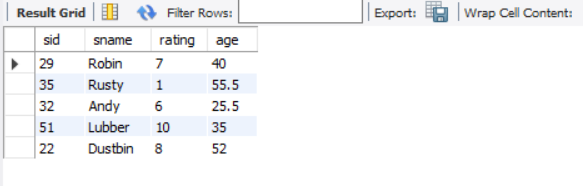 Result Grid Filter Rows: Export: Wrap Cell Content:
sid sname rating age
29 Robin 7 40
35 Rusty 1 55.5
32 Andy 6 25.5
51 Lubber 10 35
22 Dustbin 8 52